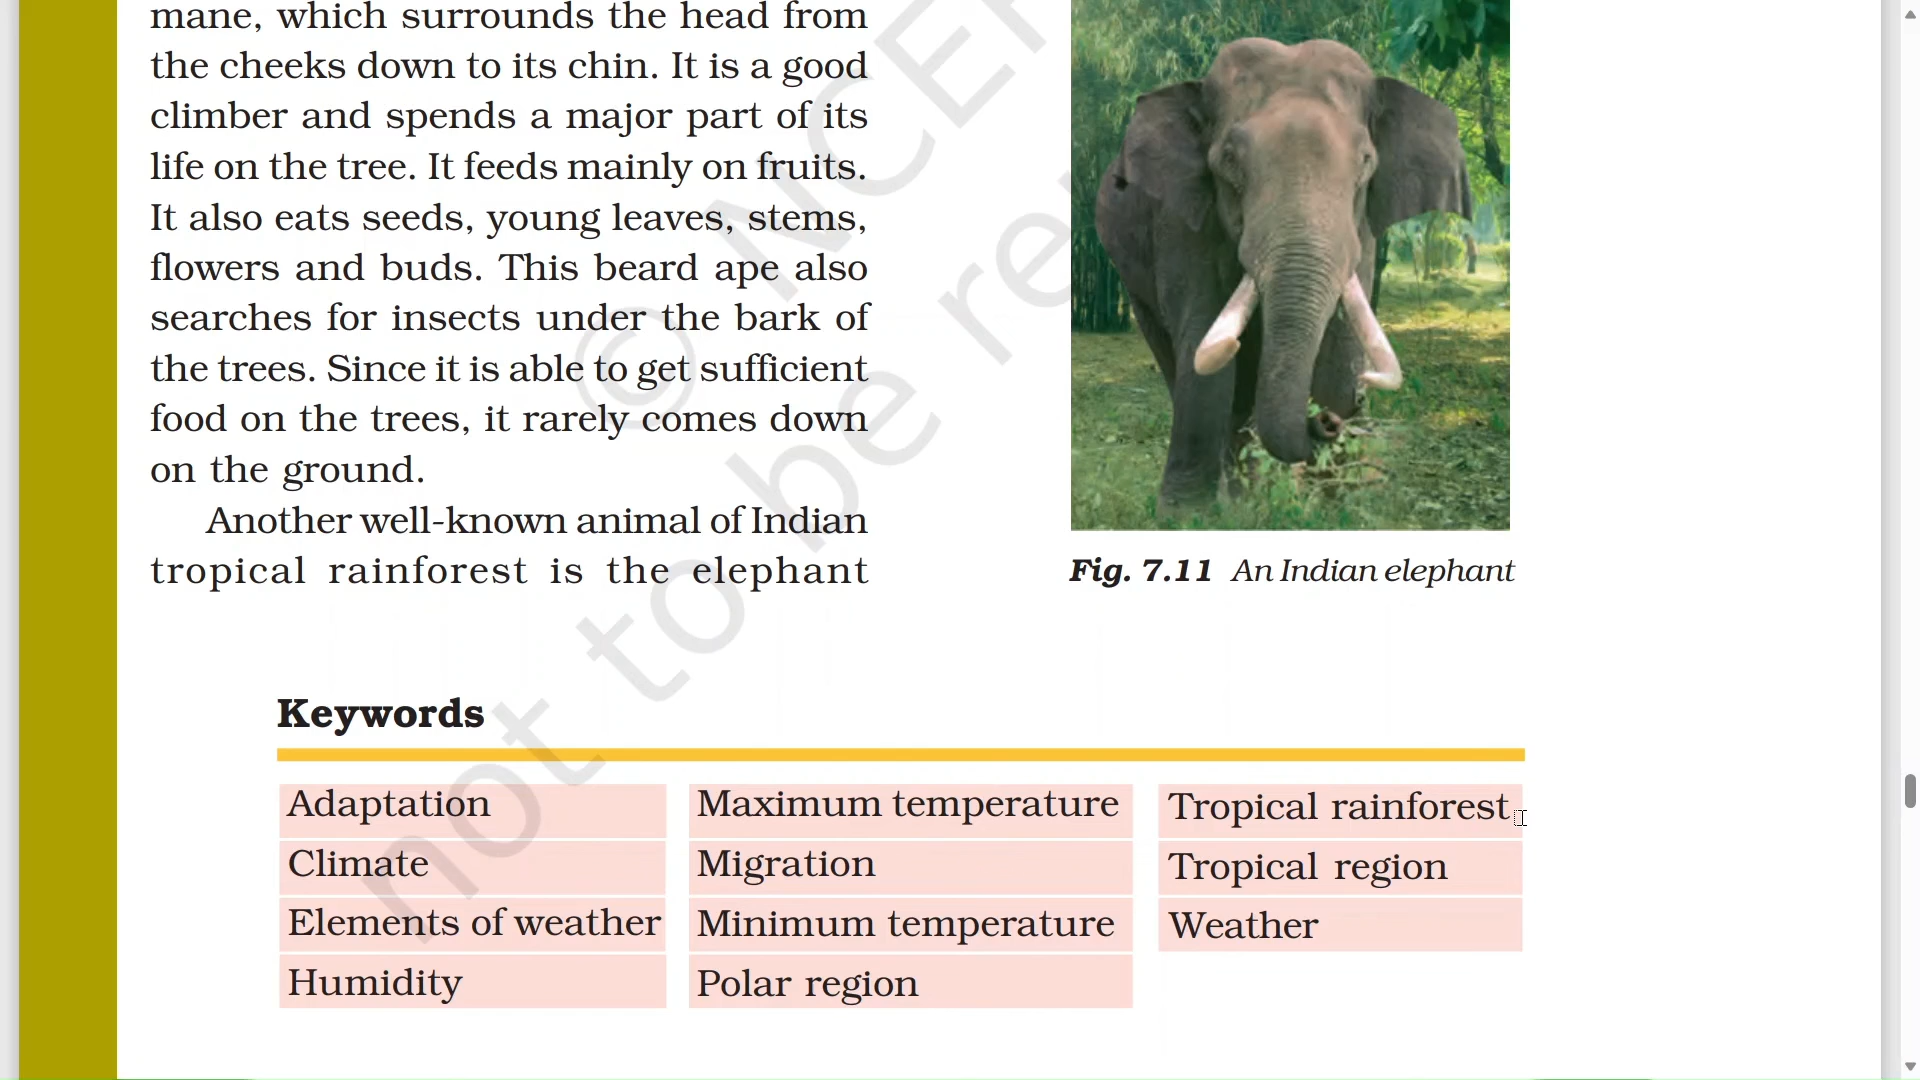 mane, which surrounds the head from
the cheeks down to its chin. It is a good
climber and spends a major part of its
life on the tree. It feeds mainly on fruits.
It also eats seeds, young leaves, stems,
flowers and buds. This beard ape also
searches for insects under the bark of
the trees. Since it is able to get sufficient
food on the trees, it rarely comes down
on the ground.
Another well-known animal of Indian
tropical rainforest is the elephant
Fig. 7.11 An Indian elephant
Keywords
Adaptation
Climate
Elements of weather
Humidity
Maximum temperature
Migration
Minimum temperature
Polar region
Tropical rainforest
Tropical region
Weather
©
not to be